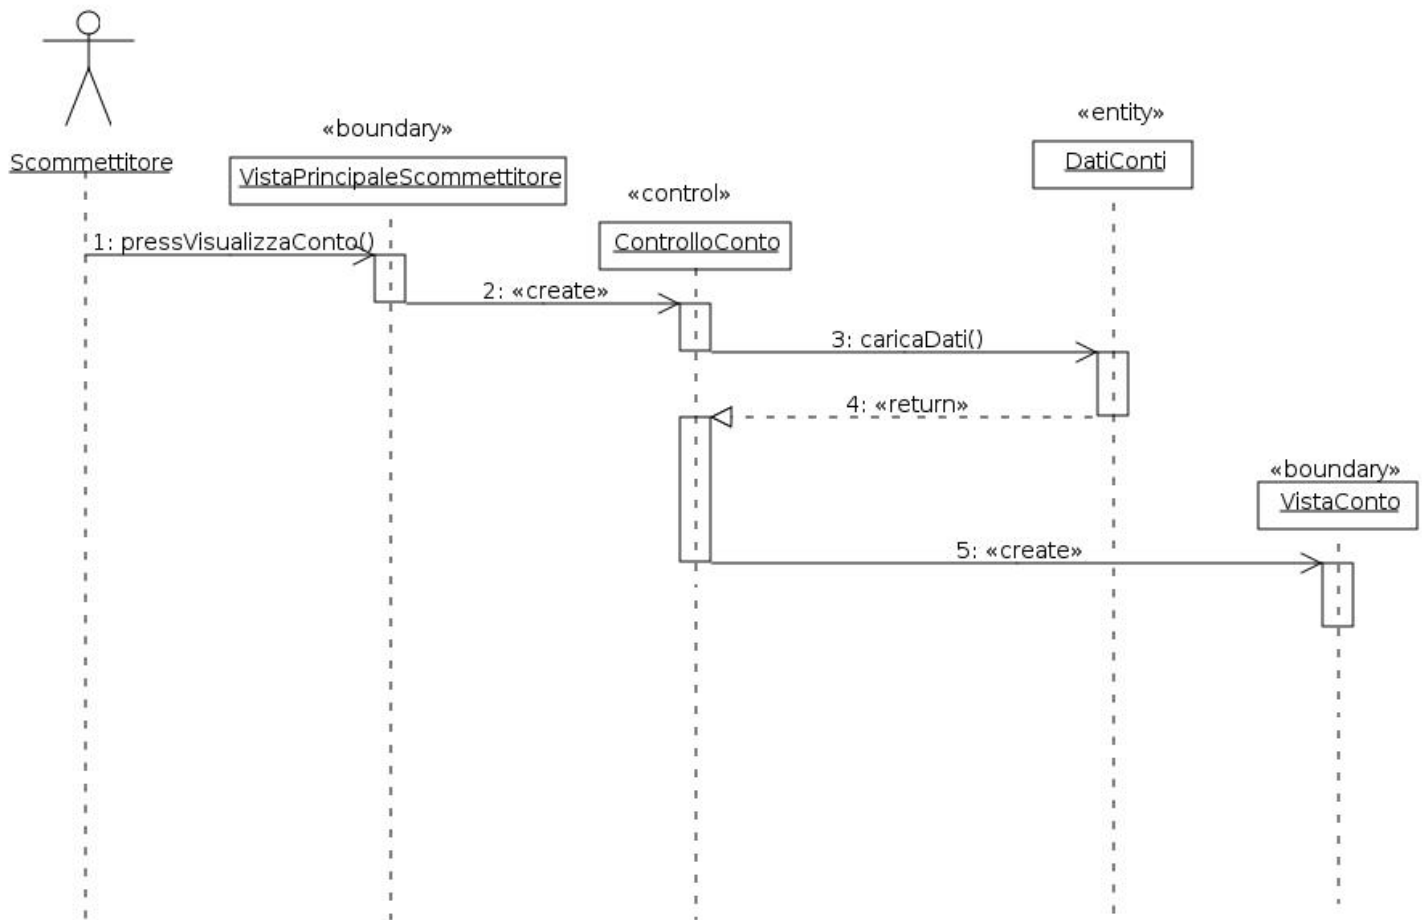 «entity»
«boundary»
Scommettitore
DatiConti
VistaPrincipaleScommettitore
«control»
ControlloConto
1: pressVisualizzaConto()
2: «create»
3: caricaDati()
4: «return»
«boundary»
VistaConto
5: «create»